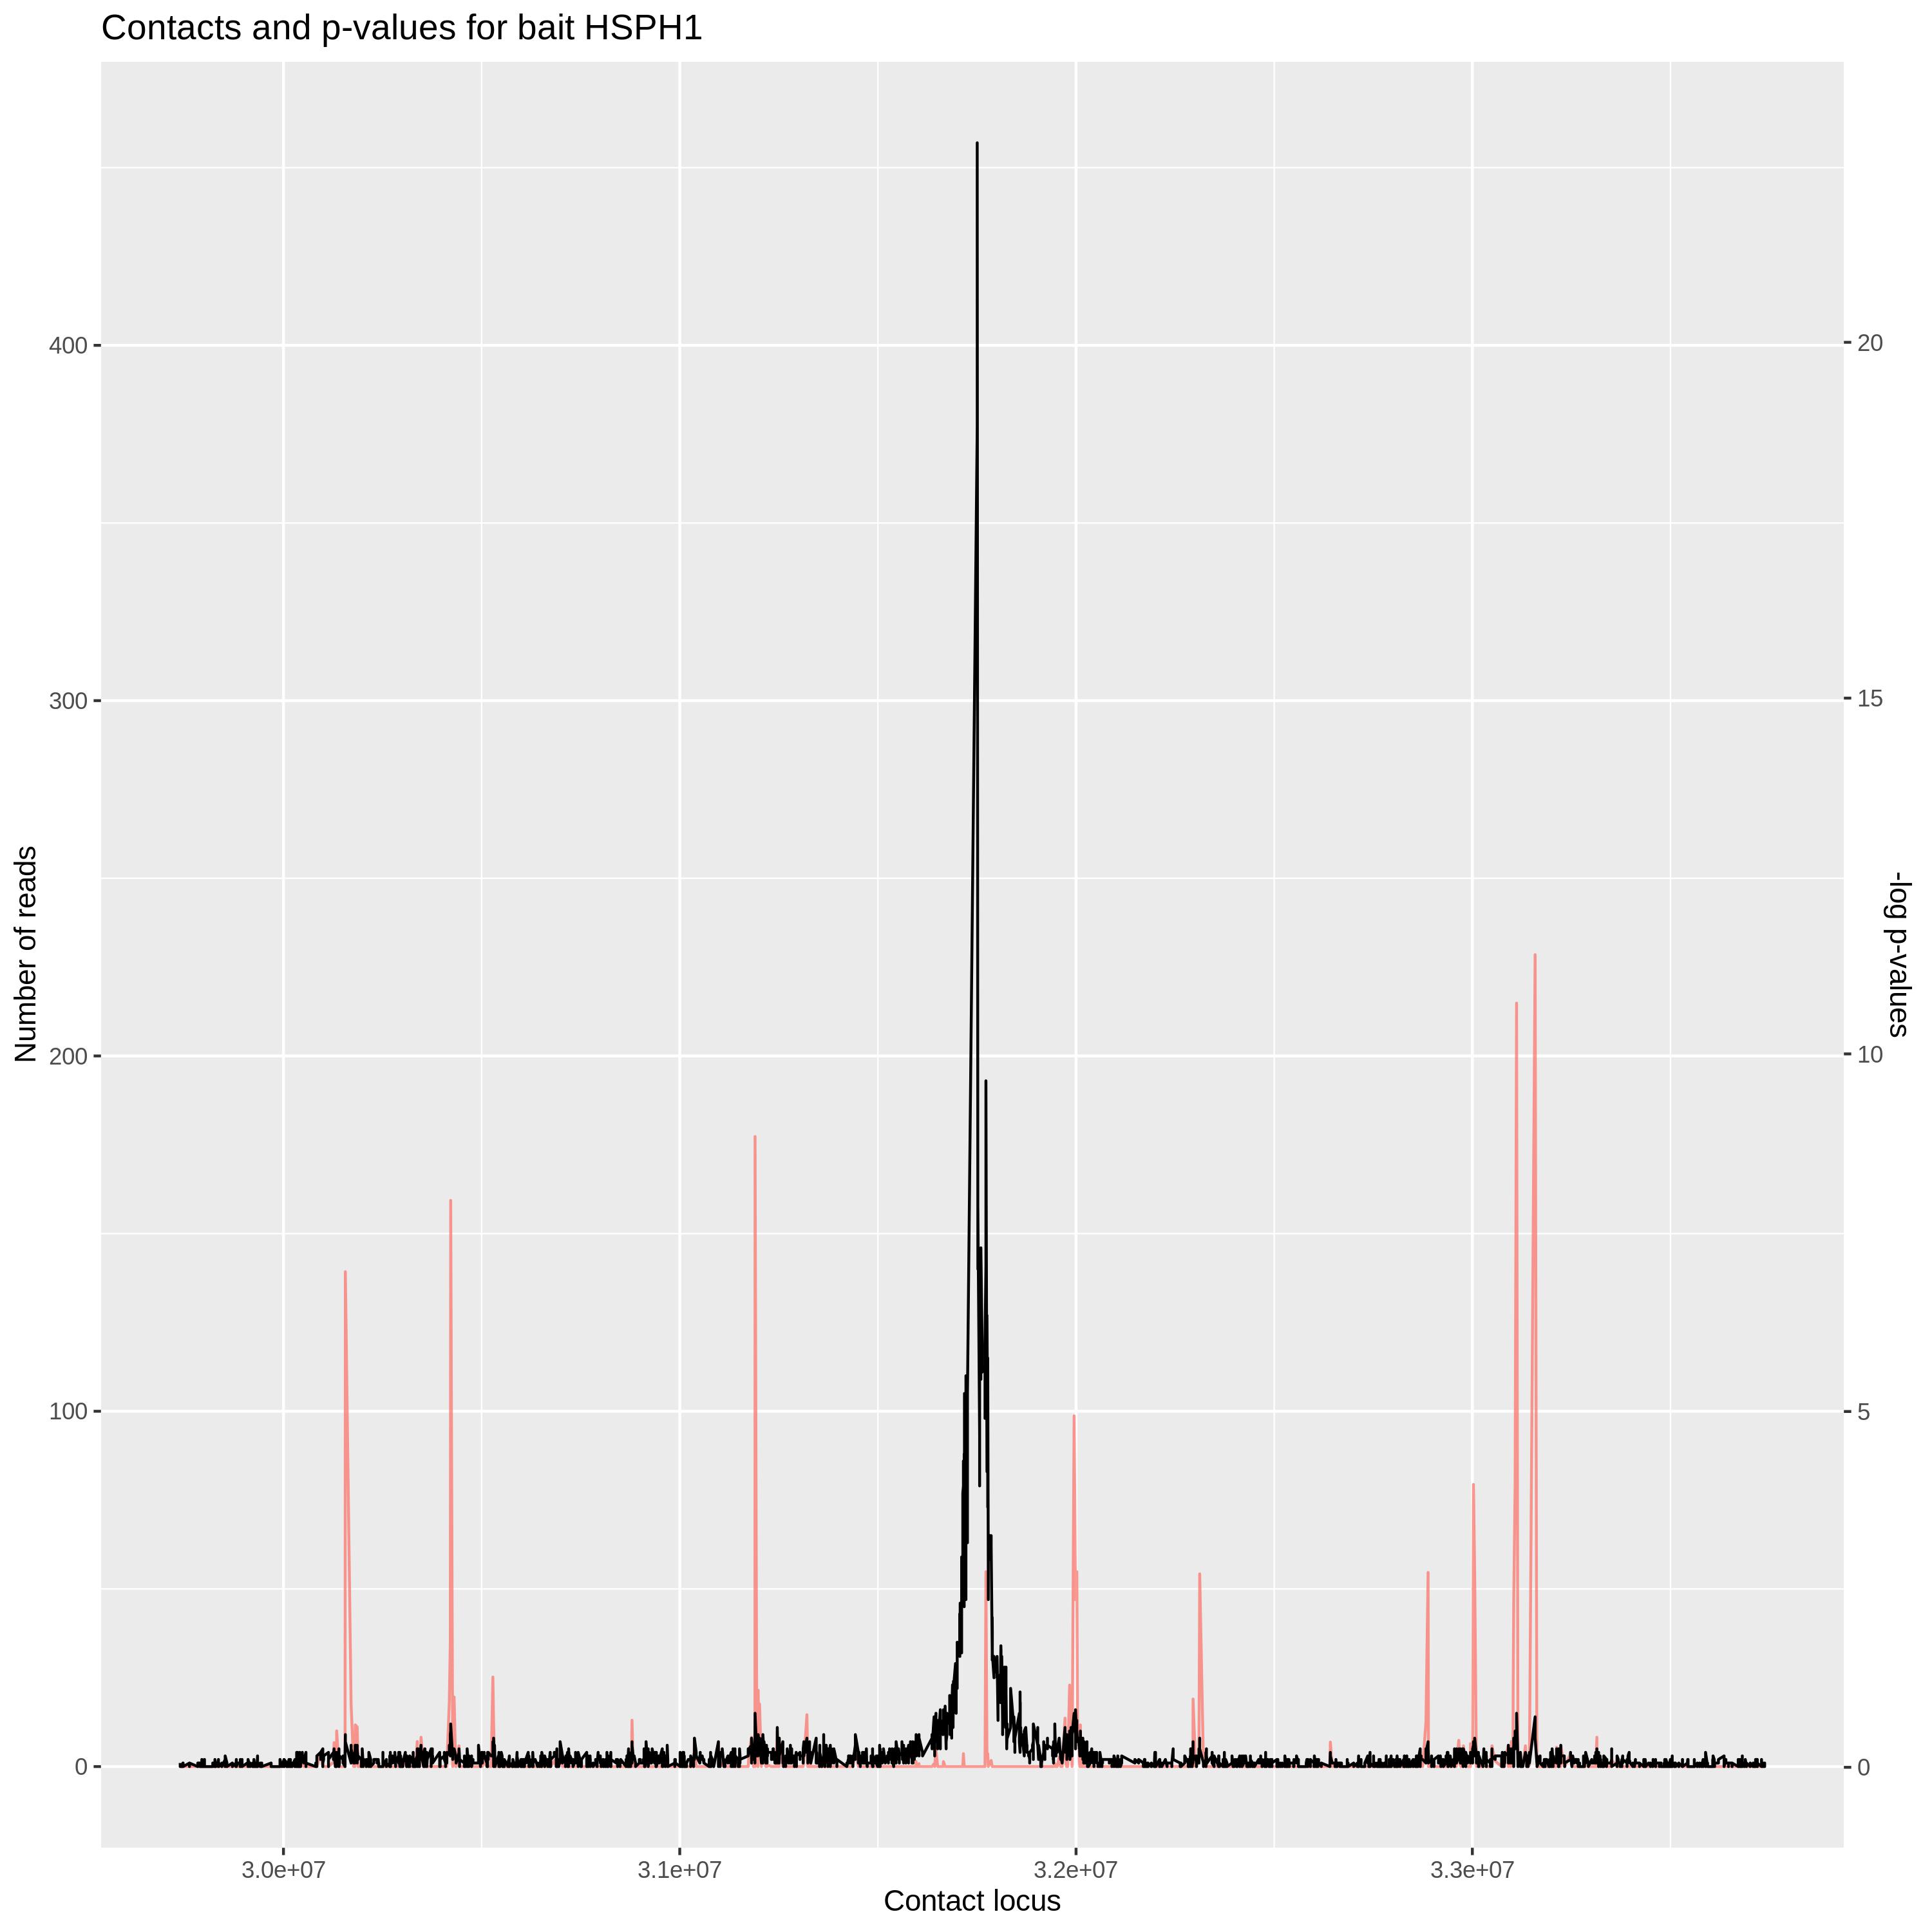 Contacts and p-values for bait HSPH1
Number of reads
400
300
200
100
0
20
15
10
5
0
-log p-values
3.0e+07
3.1e+07
3.2e+07
3.3e+07
Contact locus